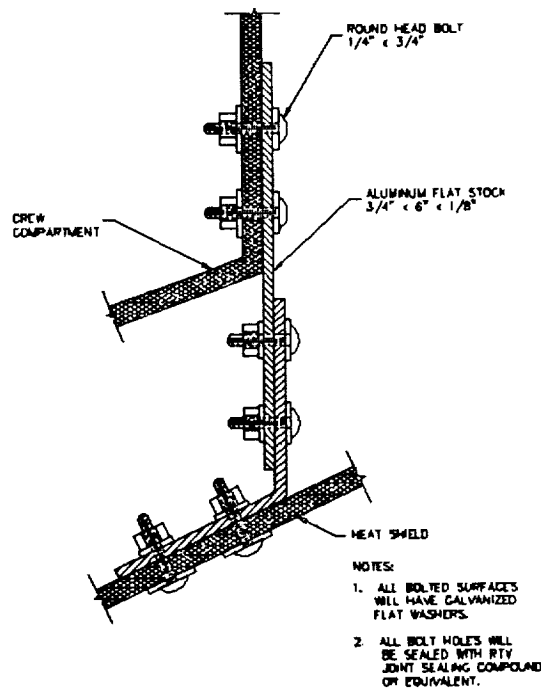 ROUND HEAD BOLT
1/4" x 3/4"
ALUMINUM FLAT STOCK
3/4" x 6" x 1/8"
CREW
COMPARTMENT
HEAT SHIELD
NOTES:
1. ALL BOLTED SURFACES
WILL HAVE GALVANIZED
FLAT WASHERS.
2. ALL BOLT HOLES WILL
BE SEALED WITH RTV
JOINT SEALING COMPOUND
OR EQUIVALENT.